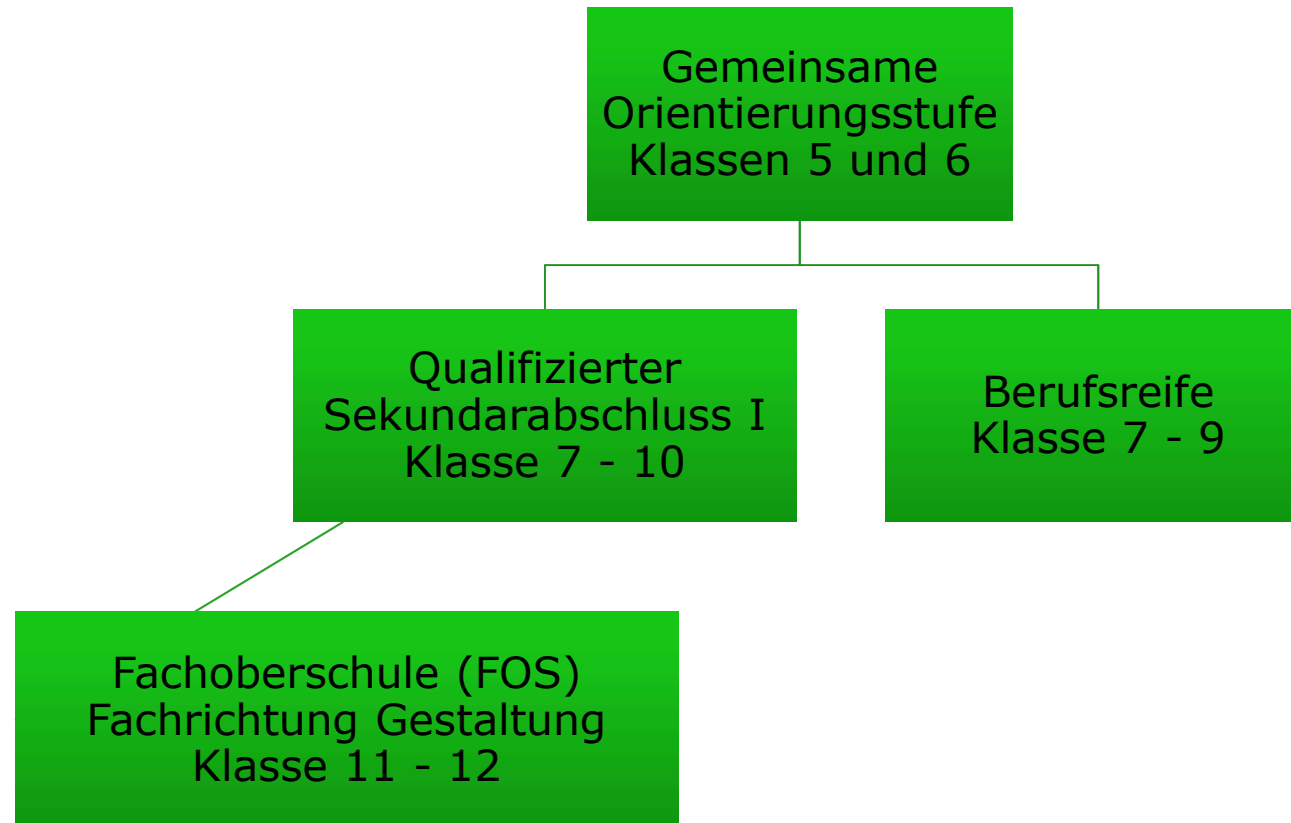 Gemeinsame
Orientierungsstufe
Klassen 5 und 6
Qualifizierter
Sekundarabschluss I
Klasse 7 - 10
Berufsreife
Klasse 7 - 9
Fachoberschule (FOS)
Fachrichtung Gestaltung
Klasse 11 - 12